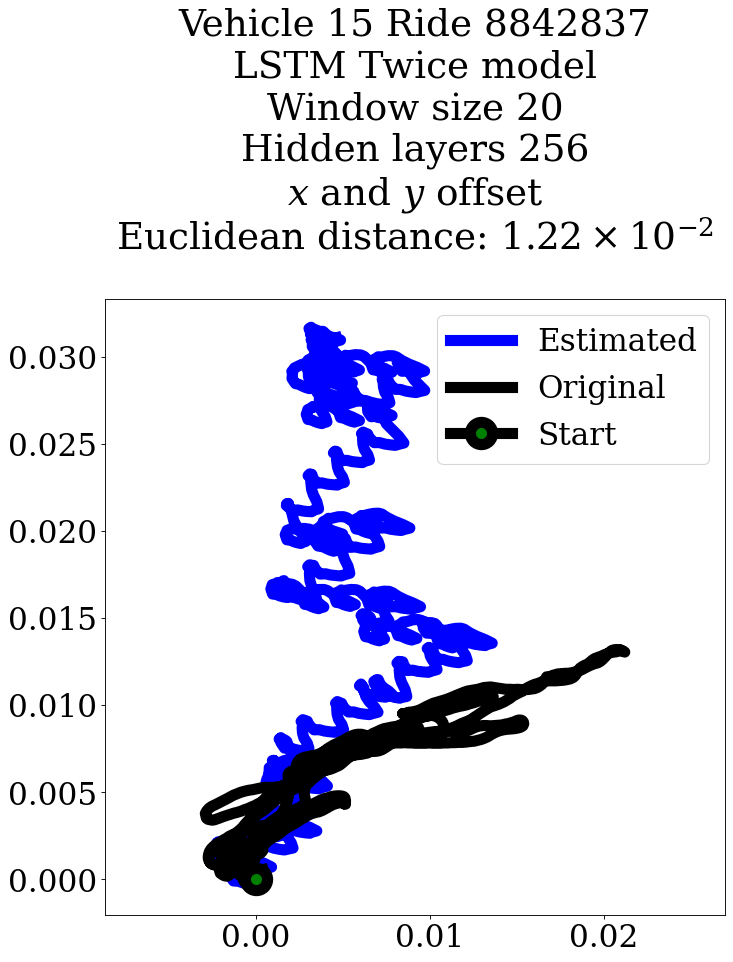 Vehicle 15 Ride 8842837
LSTM Twice model
Window size 20
Hidden layers 256
x and y offset
Euclidean distance: 1.22 × 10⁻²
Estimated
Original
Start
0.030
0.025
0.020
0.015
0.010
0.005
0.000
0.00 0.01 0.02